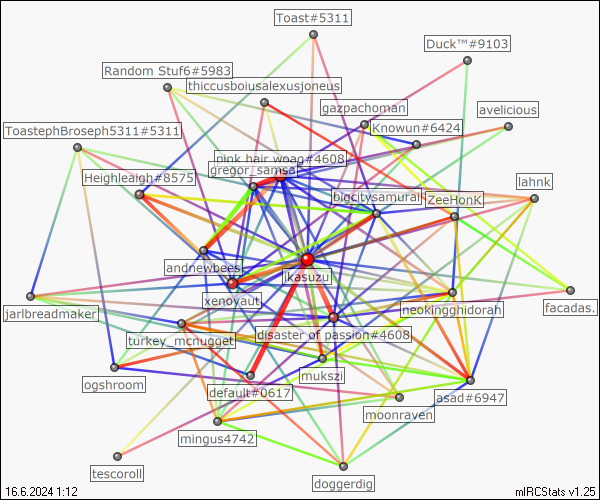 Toast#5311
Duck™#9103
Random Stuf6#5983
thiccusboiusalexusjoneus
gazpachoman
avelicious
Knowun#6424
ToastephBroseph5311#5311
pink hair woag#4608
gregor_samsa
Heighleaigh#8575
lahnk
bigcitysamurai
ZeeHonK
andnewbees
ikasuzu
xenoyaut
neokingghidorah
facadas.
jarlbreadmaker
disaster of passion#4608
turkey_mcnugget
mukszi
ogshroom
default#0617
asad#6947
moonraven
mingus4742
tescoroll
doggerdig
16.6.2024 1:12
mIRCStats v1.25